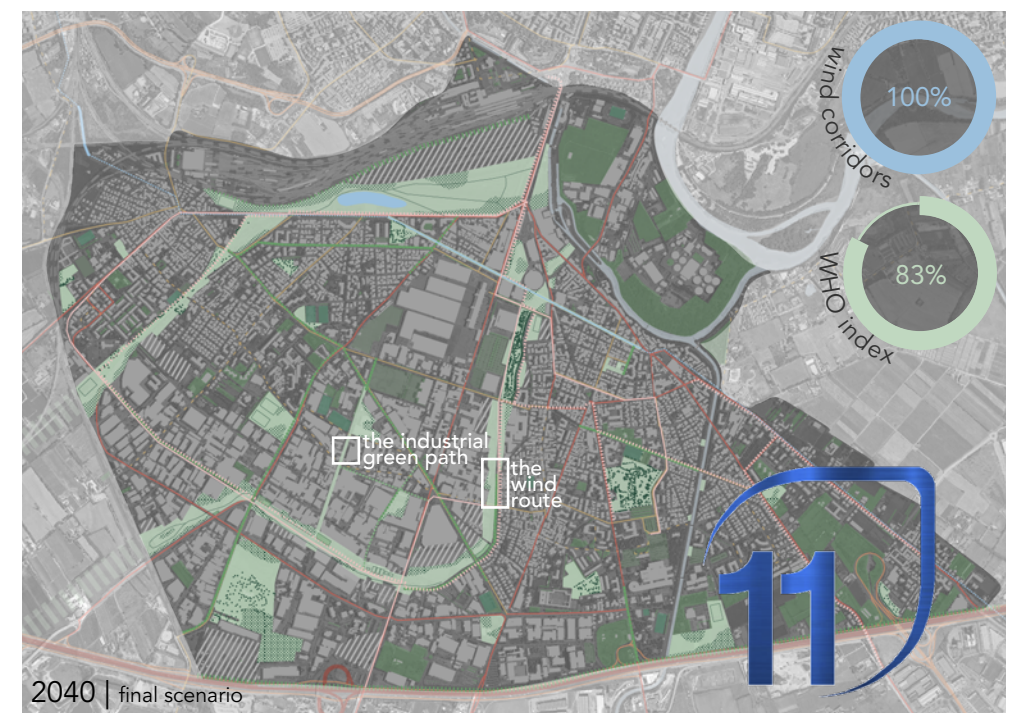 wind corridors
100%
WHO index
83%
the industrial
green path
the
wind
route
11
2040 | final scenario